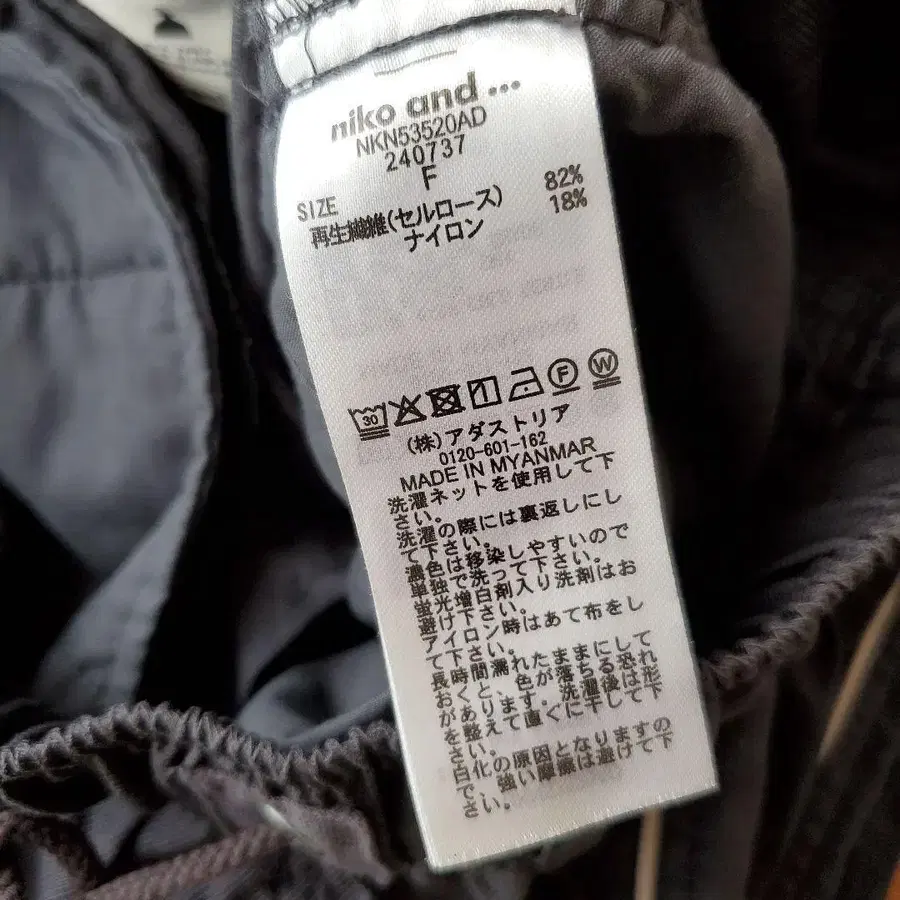 niko and ...
NKN53520AD
240737
SIZE F
再生繊維(セルロース) 82%
ナイロン 18%
30
F W
(株)アダストリア
0120-601-162
MADE IN MYANMAR
洗濯ネットを使用して下
さい。
洗濯の際には裏返しにし
て下さい。
濃色は移染しやすいので
単独で洗って下さい。
蛍光増白剤入り洗剤はお
避け下さい。
アイロン時はあて布をし
て下さい。
長時間濡れたままにして
おくと、色が落ちる恐れ
があります。洗濯後は形
を整えて直ぐに干して下
さい。
白化の原因となりますの
で、強い摩擦は避けて下
さい。